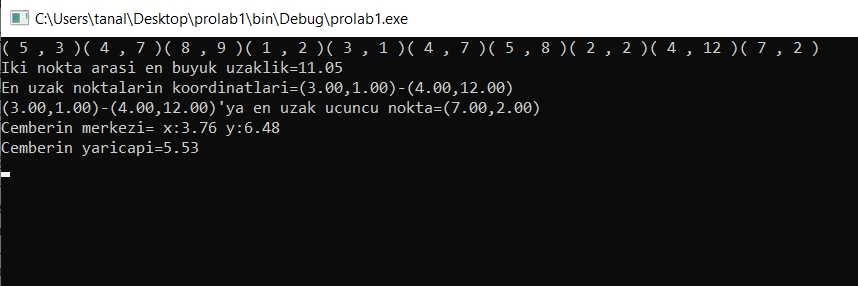 C:\Users\tanal\Desktop\prolab1\bin\Debug\prolab1.exe
( 5 , 3 )( 4 , 7 )( 8 , 9 )( 1 , 2 )( 3 , 1 )( 4 , 7 )( 5 , 8 )( 2 , 2 )( 4 , 12 )( 7 , 2 )
Iki nokta arasi en buyuk uzaklik=11.05
En uzak noktalarin koordinatlari=(3.00,1.00)-(4.00,12.00)
(3.00,1.00)-(4.00,12.00)'ya en uzak ucuncu nokta=(7.00,2.00)
Cemberin merkezi= x:3.76 y:6.48
Cemberin yaricapi=5.53